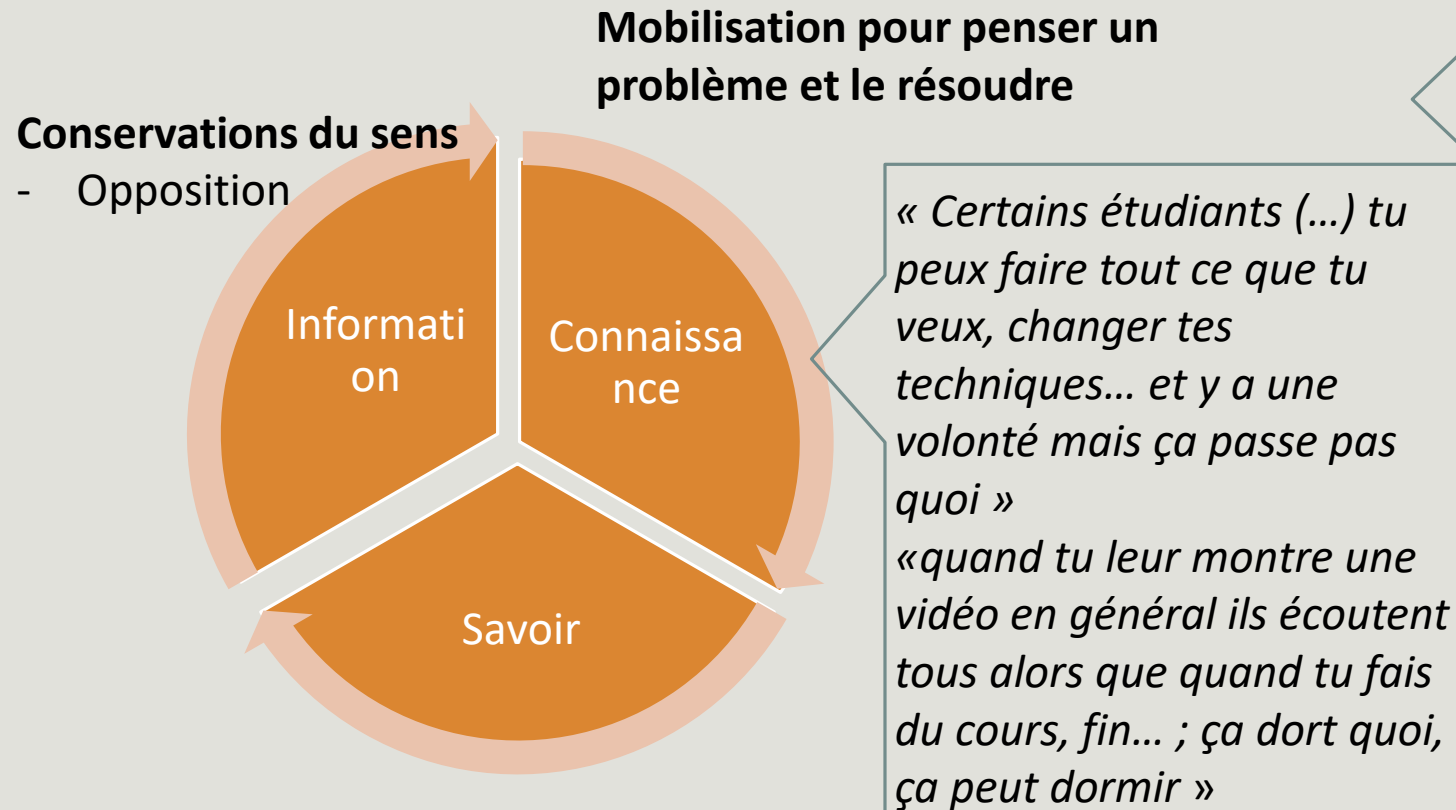 Mobilisation pour penser un
problème et le résoudre
Conservations du sens
- Opposition
Informati
on
Connaissa
nce
Savoir
« Certains étudiants (…) tu
peux faire tout ce que tu
veux, changer tes
techniques… et y a une
volonté mais ça passe pas
quoi »
«quand tu leur montre une
vidéo en général ils écoutent
tous alors que quand tu fais
du cours, fin… ; ça dort quoi,
ça peut dormir »